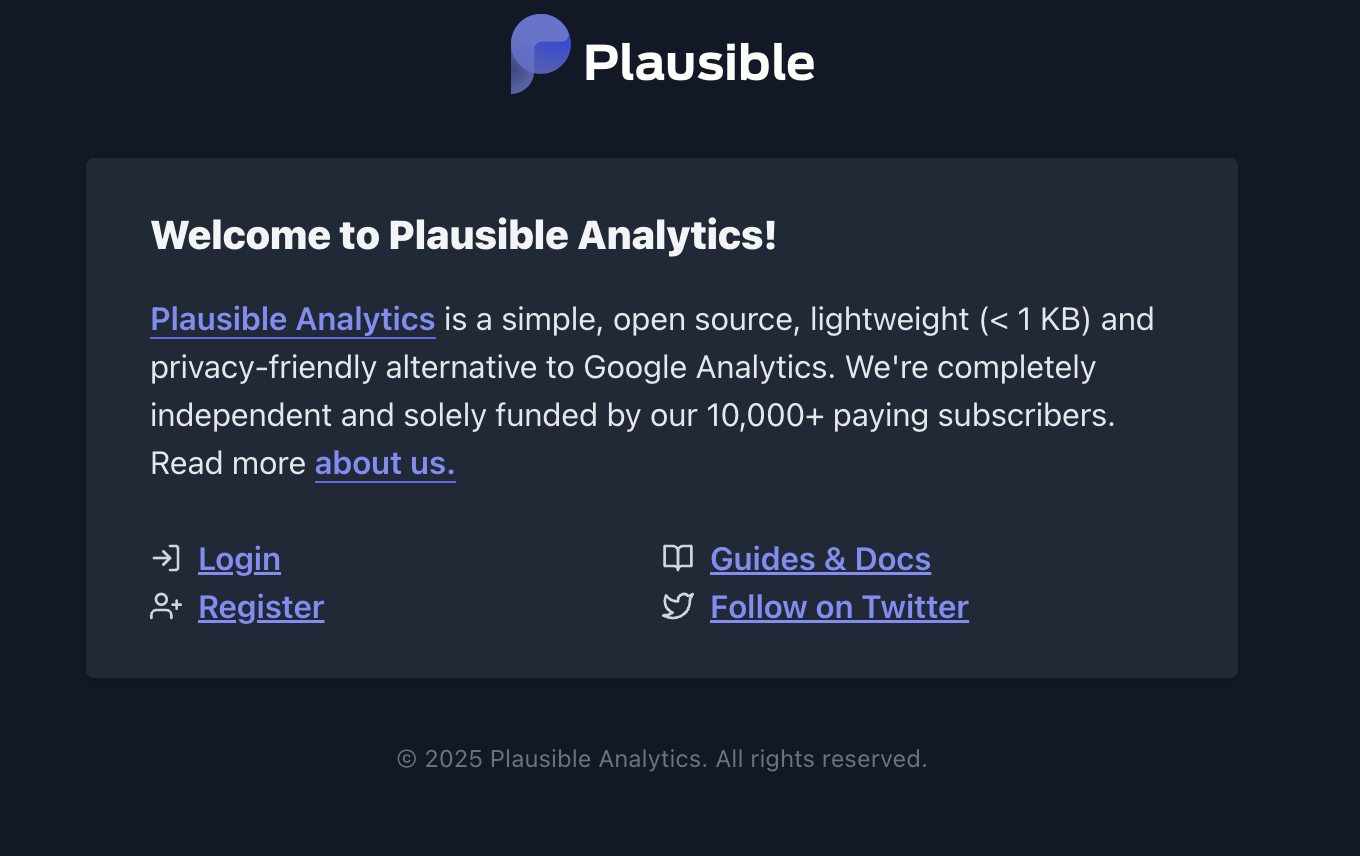 Plausible
Welcome to Plausible Analytics!
Plausible Analytics is a simple, open source, lightweight (< 1 KB) and
privacy-friendly alternative to Google Analytics. We're completely
independent and solely funded by our 10,000+ paying subscribers.
Read more about us.
Login
Register
Guides & Docs
Follow on Twitter
© 2025 Plausible Analytics. All rights reserved.